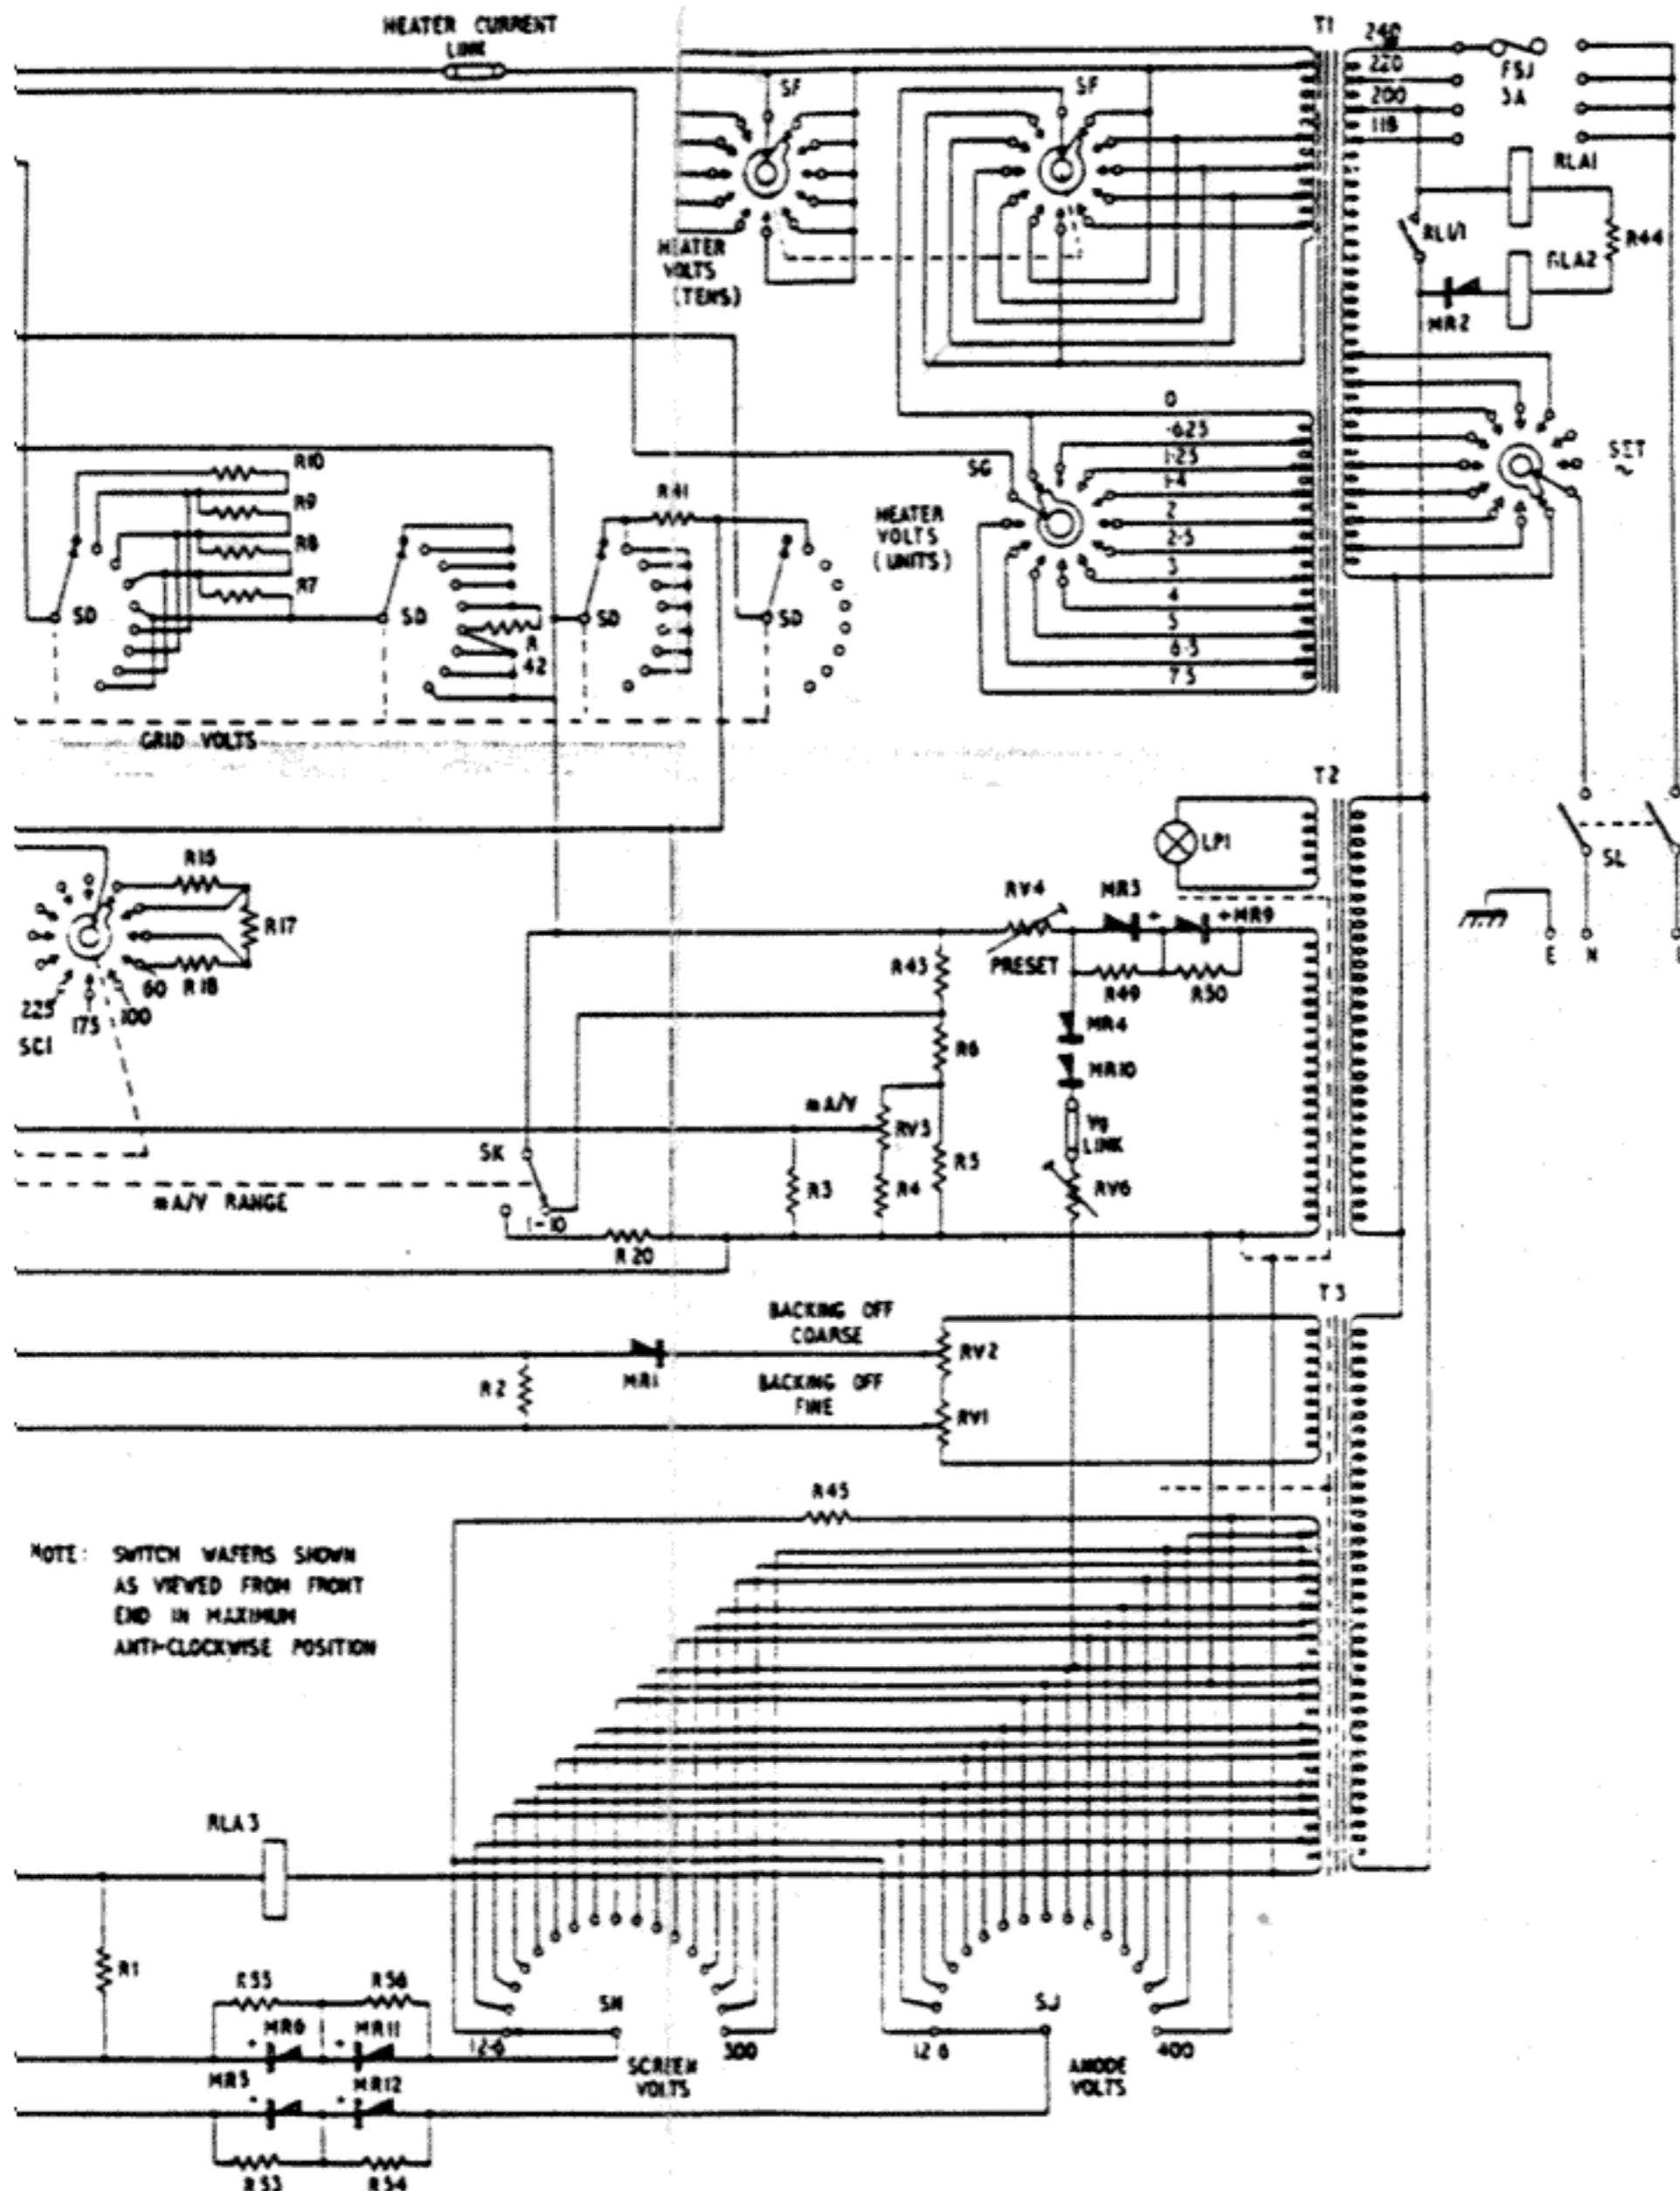 HEATER CURRENT
LINK
T1
240
220
200
118
FSJ
3A
SF
SF
RLA1
RL1/1
R44
RLA2
MR2
HEATER
VOLTS
(TENS)
0
·625
1·25
1·4
2
2·5
3
4
5
6·3
7·5
SG
HEATER
VOLTS
(UNITS)
SET
~
R10
R9
R8
R7
R41
SD
SD
SD
SD
R
42
GRID VOLTS
T2
LP1
SL
E
N
R15
R17
R18
60
100
175
225
SC1
RV4
PRESET
MR3
+
+MR9
R49
R50
R43
R6
MR4
MR10
mA/V
RV3
Vg
LINK
R5
SK
R3
R4
RV6
mA/V RANGE
1-10
R20
T3
BACKING OFF
COARSE
RV2
MR1
R2
BACKING OFF
FINE
RV1
R45
NOTE: SWITCH WAFERS SHOWN
AS VIEWED FROM FRONT
END IN MAXIMUM
ANTI-CLOCKWISE POSITION
RLA3
R1
R55
R56
+ MR6
+ MR11
SH
12·6
300
SCREEN
VOLTS
SJ
12·6
400
ANODE
VOLTS
MR5
+
MR12
+
R53
R54